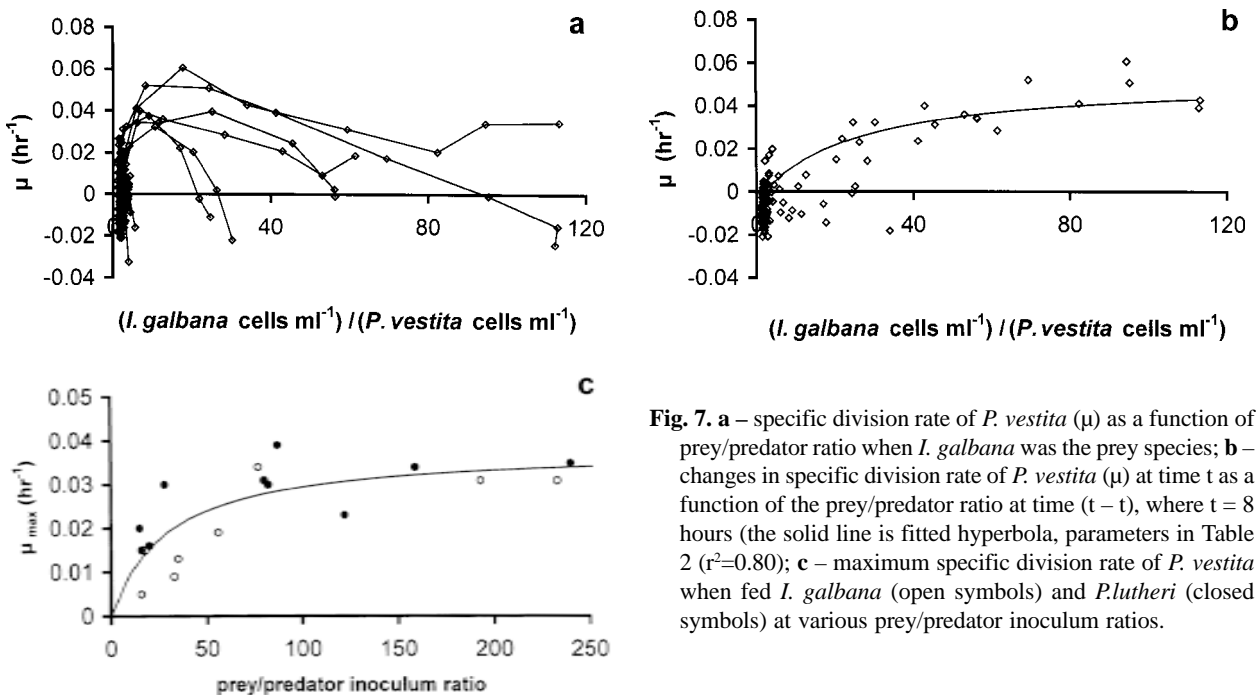 a
0.08
0.06
0.04
0.02
0
-0.02
-0.04
0
40
80
120
μ (hr-1)
(I. galbana cells ml-1) / (P. vestita cells ml-1)
b
0.08
0.06
0.04
0.02
0
-0.02
-0.04
0
40
80
120
μ (hr-1)
(I. galbana cells ml-1) / (P. vestita cells ml-1)
c
0.05
0.04
0.03
0.02
0.01
0
0
50
100
150
200
250
μ max (hr-1)
prey/predator inoculum ratio
Fig. 7. a – specific division rate of P. vestita (μ) as a function of
prey/predator ratio when I. galbana was the prey species; b –
changes in specific division rate of P. vestita (μ) at time t as a
function of the prey/predator ratio at time (t – t), where t = 8
hours (the solid line is fitted hyperbola, parameters in Table
2 (r²=0.80); c – maximum specific division rate of P. vestita
when fed I. galbana (open symbols) and P.lutheri (closed
symbols) at various prey/predator inoculum ratios.